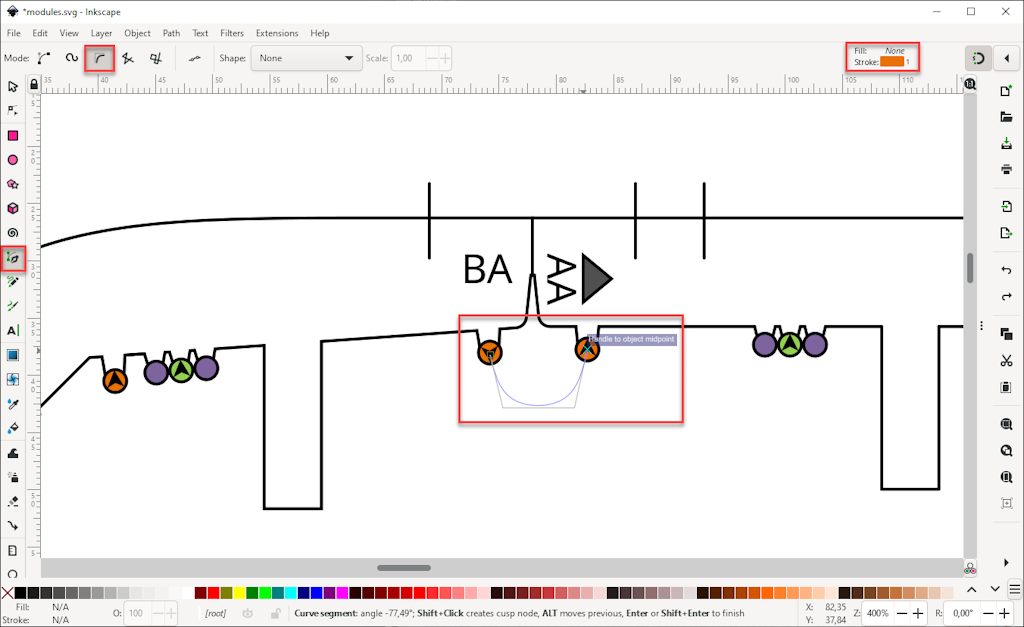 *modules.svg - Inkscape
File Edit View Layer Object Path Text Filters Extensions Help
Mode: Shape: None Scale: 1,00
Fill: None
Stroke: 1
35 40 45 50 55 60 65 70 75 80 85 90 95 100 105 110
BA
AA
Handle to object midpoint
Fill: N/A
Stroke: N/A
O: 100
[root]
Curve segment: angle -77,49°; Shift+Click creates cusp node, ALT moves previous, Enter or Shift+Enter to finish
X: 82,35
Y: 37,84
Z: 400%
R: 0,00°